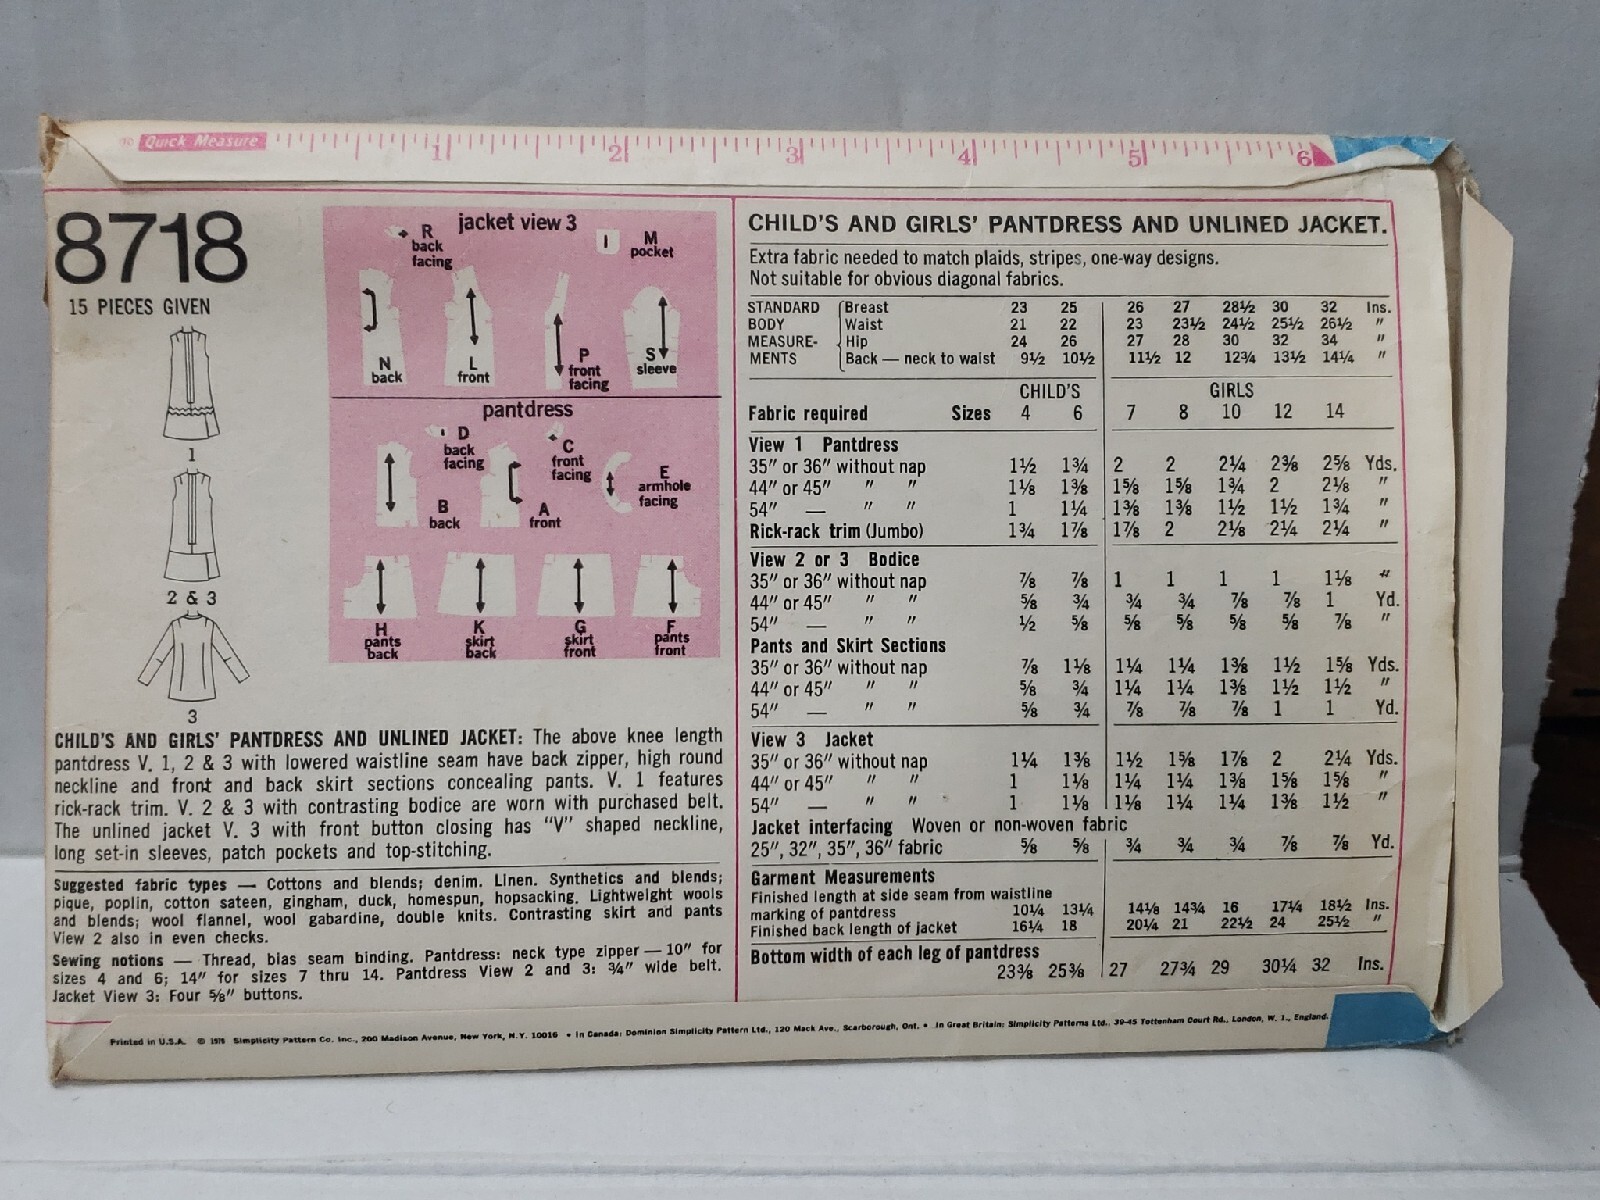 Quick Measure
1 2 3 4 5 6
8718
15 PIECES GIVEN
1
2 & 3
3
jacket view 3
R
back
facing
M
pocket
N
back
L
front
P
front
facing
S
sleeve
pantdress
D
back
facing
C
front
facing
E
armhole
facing
B
back
A
front
H
pants
back
K
skirt
back
G
skirt
front
F
pants
front
CHILD'S AND GIRLS' PANTDRESS AND UNLINED JACKET: The above knee length
pantdress V. 1, 2 & 3 with lowered waistline seam have back zipper, high round
neckline and front and back skirt sections concealing pants. V. 1 features
rick-rack trim. V. 2 & 3 with contrasting bodice are worn with purchased belt.
The unlined jacket V. 3 with front button closing has "V" shaped neckline,
long set-in sleeves, patch pockets and top-stitching.
Suggested fabric types — Cottons and blends; denim. Linen. Synthetics and blends;
pique, poplin, cotton sateen, gingham, duck, homespun, hopsacking. Lightweight wools
and blends; wool flannel, wool gabardine, double knits. Contrasting skirt and pants
View 2 also in even checks.
Sewing notions — Thread, bias seam binding. Pantdress: neck type zipper — 10" for
sizes 4 and 6; 14" for sizes 7 thru 14. Pantdress View 2 and 3: ¾" wide belt.
Jacket View 3: Four ⅝" buttons.
CHILD'S AND GIRLS' PANTDRESS AND UNLINED JACKET.
Extra fabric needed to match plaids, stripes, one-way designs.
Not suitable for obvious diagonal fabrics.
STANDARD Breast 23 25 26 27 28½ 30 32 Ins.
BODY Waist 21 22 23 23½ 24½ 25½ 26½ "
MEASURE- Hip 24 26 27 28 30 32 34 "
MENTS Back — neck to waist 9½ 10½ 11½ 12 12¾ 13½ 14¼ "
CHILD'S GIRLS
Fabric required Sizes 4 6 7 8 10 12 14
View 1 Pantdress
35" or 36" without nap 1½ 1¾ 2 2 2¼ 2⅜ 2⅝ Yds.
44" or 45" " " 1⅛ 1⅜ 1⅝ 1⅝ 1¾ 2 2⅛ "
54" — " " 1 1¼ 1⅜ 1⅜ 1½ 1½ 1¾ "
Rick-rack trim (Jumbo) 1¾ 1⅞ 1⅞ 2 2⅛ 2¼ 2¼ "
View 2 or 3 Bodice
35" or 36" without nap ⅞ ⅞ 1 1 1 1 1⅛ "
44" or 45" " " ⅝ ¾ ¾ ¾ ⅞ ⅞ 1 Yd.
54" — " " ½ ⅝ ⅝ ⅝ ⅝ ⅝ ⅞ "
Pants and Skirt Sections
35" or 36" without nap ⅞ 1⅛ 1¼ 1¼ 1⅜ 1½ 1⅝ Yds.
44" or 45" " " ⅝ ¾ 1¼ 1¼ 1⅜ 1½ 1½ "
54" — " " ⅝ ¾ ⅞ ⅞ ⅞ 1 1 Yd.
View 3 Jacket
35" or 36" without nap 1¼ 1⅜ 1½ 1⅝ 1⅞ 2 2¼ Yds.
44" or 45" " " 1 1⅛ 1¼ 1¼ 1⅜ 1⅝ 1⅝ "
54" — " " 1 1⅛ 1⅛ 1¼ 1¼ 1⅜ 1½ "
Jacket interfacing Woven or non-woven fabric
25", 32", 35", 36" fabric ⅝ ⅝ ¾ ¾ ¾ ⅞ ⅞ Yd.
Garment Measurements
Finished length at side seam from waistline
marking of pantdress 10¼ 13¼ 14⅛ 14¾ 16 17¼ 18½ Ins.
Finished back length of jacket 16¼ 18 20¼ 21 22½ 24 25½ "
Bottom width of each leg of pantdress
23⅜ 25⅜ 27 27¾ 29 30¼ 32 Ins.
Printed in U.S.A. © Simplicity Pattern Co. Inc., 200 Madison Avenue, New York, N.Y. 10016 • In Canada: Dominion Simplicity Pattern Ltd., 120 Mack Ave., Scarborough, Ont. • In Great Britain: Simplicity Patterns Ltd., 39-45 Tottenham Court Rd., London, W. 1., England.